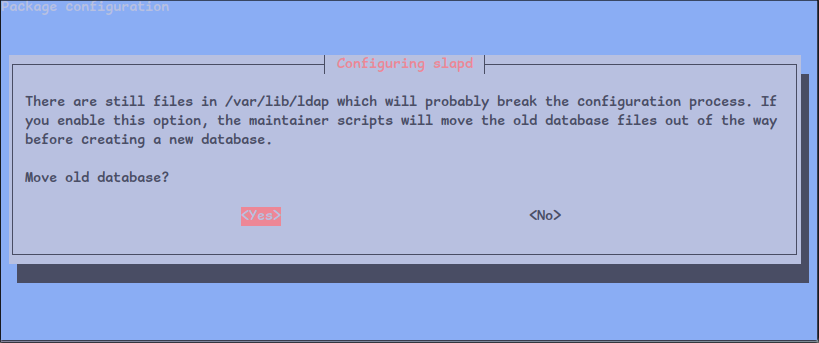 Package configuration
Configuring slapd
There are still files in /var/lib/ldap which will probably break the configuration process. If
you enable this option, the maintainer scripts will move the old database files out of the way
before creating a new database.
Move old database?
<Yes> <No>